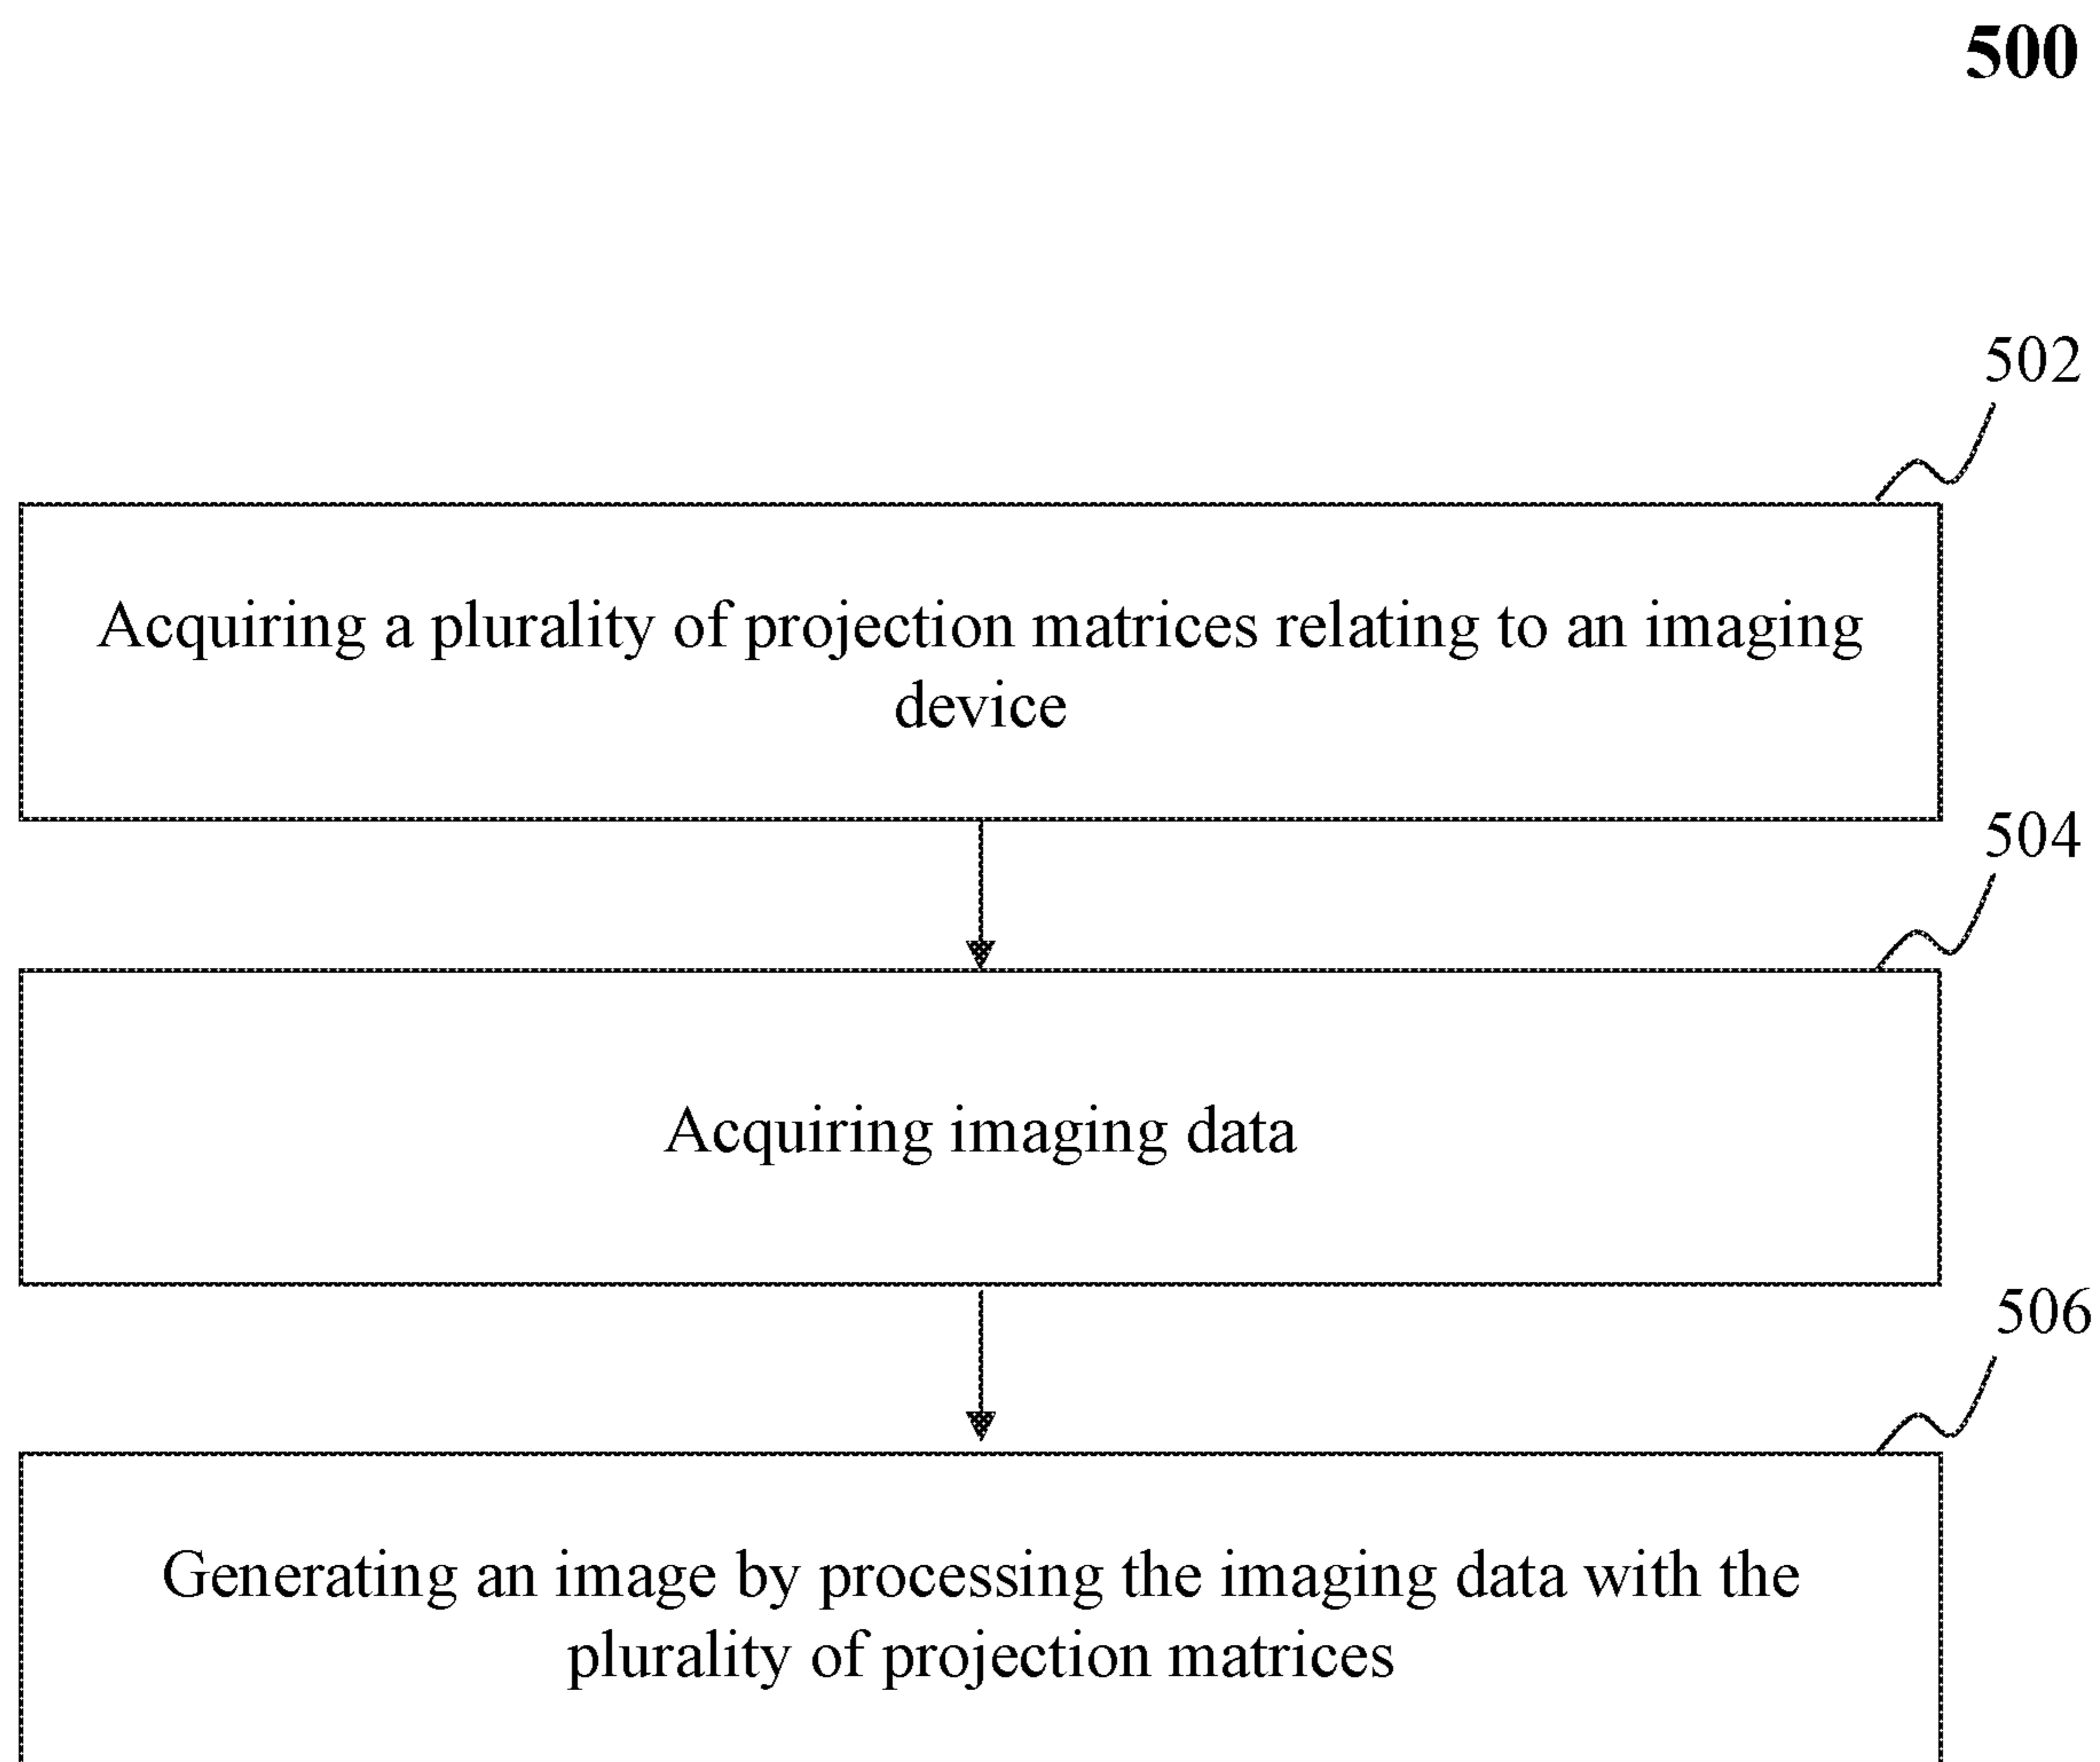 500
502
Acquiring a plurality of projection matrices relating to an imaging
device
504
Acquiring imaging data
506
Generating an image by processing the imaging data with the
plurality of projection matrices